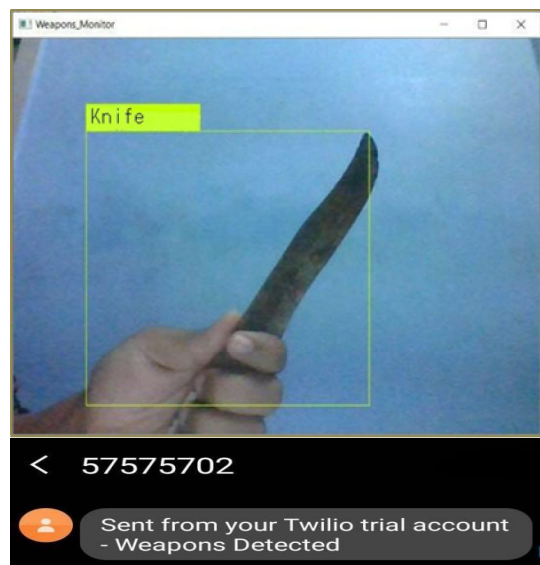 Weapons_Monitor
Knife
57575702
Sent from your Twilio trial account
- Weapons Detected